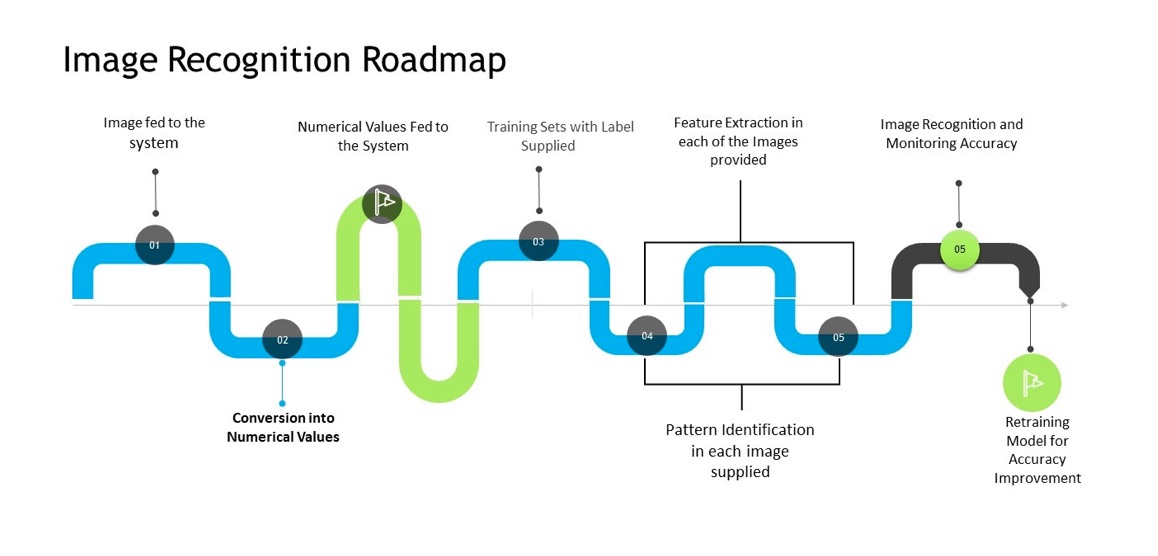 Image Recognition Roadmap
Image fed to the
system
Numerical Values Fed to
the System
Training Sets with Label
Supplied
Feature Extraction in
each of the Images
provided
Image Recognition and
Monitoring Accuracy
01
02
03
04
05
05
Conversion into
Numerical Values
Pattern Identification
in each image
supplied
Retraining
Model for
Accuracy
Improvement